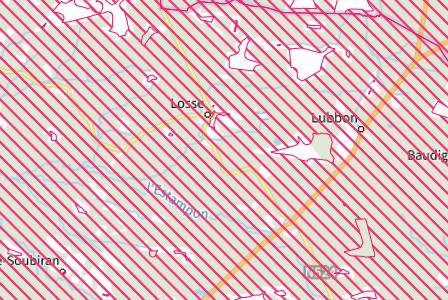 Losse
Lubbon
Baudig
l'Estampon
e-Soubiran
N524